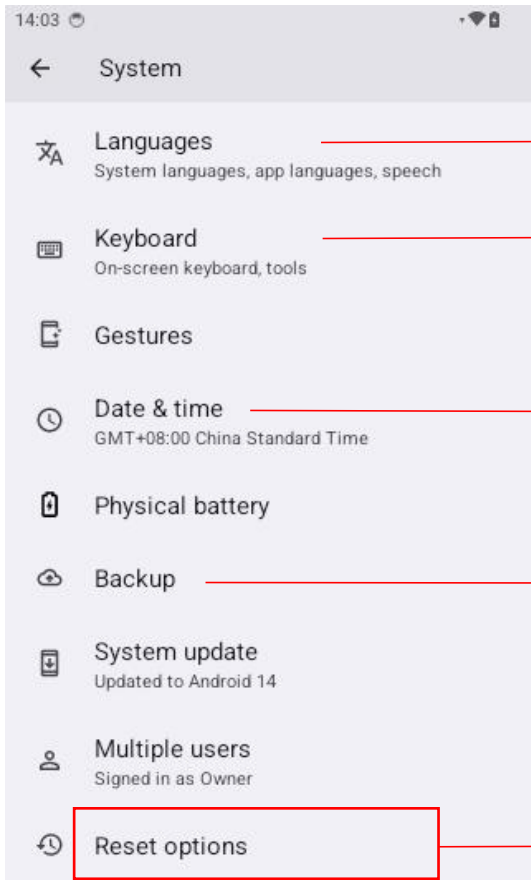 14:03
System
Languages
System languages, app languages, speech
Keyboard
On-screen keyboard, tools
Gestures
Date & time
GMT+08:00 China Standard Time
Physical battery
Backup
System update
Updated to Android 14
Multiple users
Signed in as Owner
Reset options